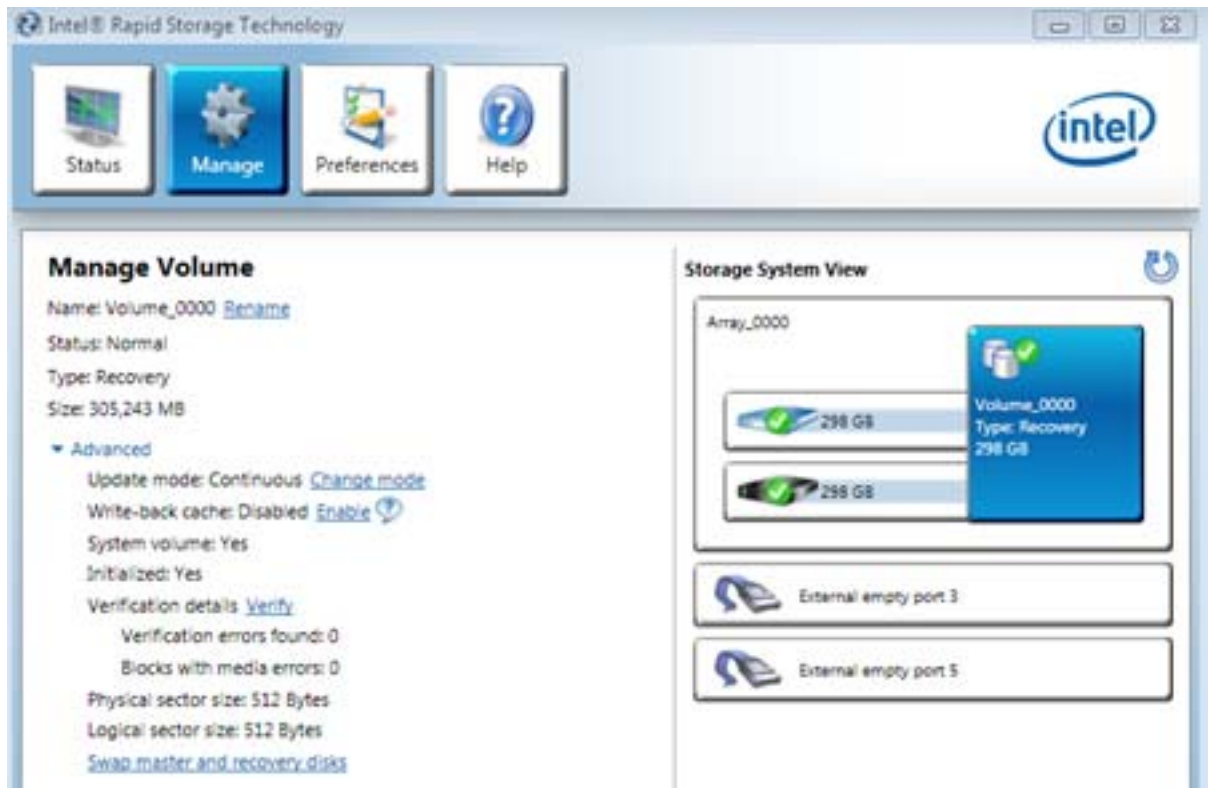 Intel® Rapid Storage Technology
Status
Manage
Preferences
Help
intel
Manage Volume
Name: Volume_0000 Rename
Status: Normal
Type: Recovery
Size: 305,243 MB
Advanced
Update mode: Continuous Change mode
Write-back cache: Disabled Enable
System volume: Yes
Initialized: Yes
Verification details Verify
Verification errors found: 0
Blocks with media errors: 0
Physical sector size: 512 Bytes
Logical sector size: 512 Bytes
Swap master and recovery disks
Storage System View
Array_0000
298 GB
298 GB
Volume_0000
Type: Recovery
298 GB
External empty port 3
External empty port 5